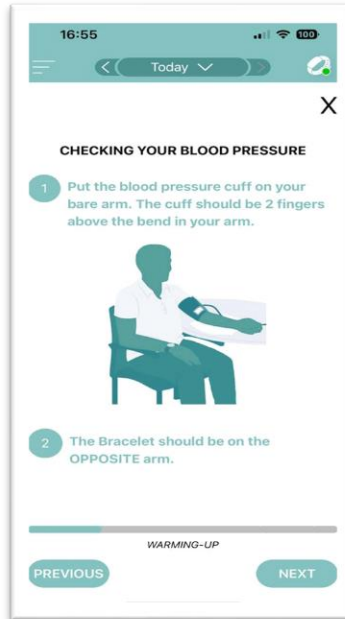 16:55
100
Today
X
CHECKING YOUR BLOOD PRESSURE
1
Put the blood pressure cuff on your
bare arm. The cuff should be 2 fingers
above the bend in your arm.
2
The Bracelet should be on the
OPPOSITE arm.
WARMING-UP
PREVIOUS
NEXT